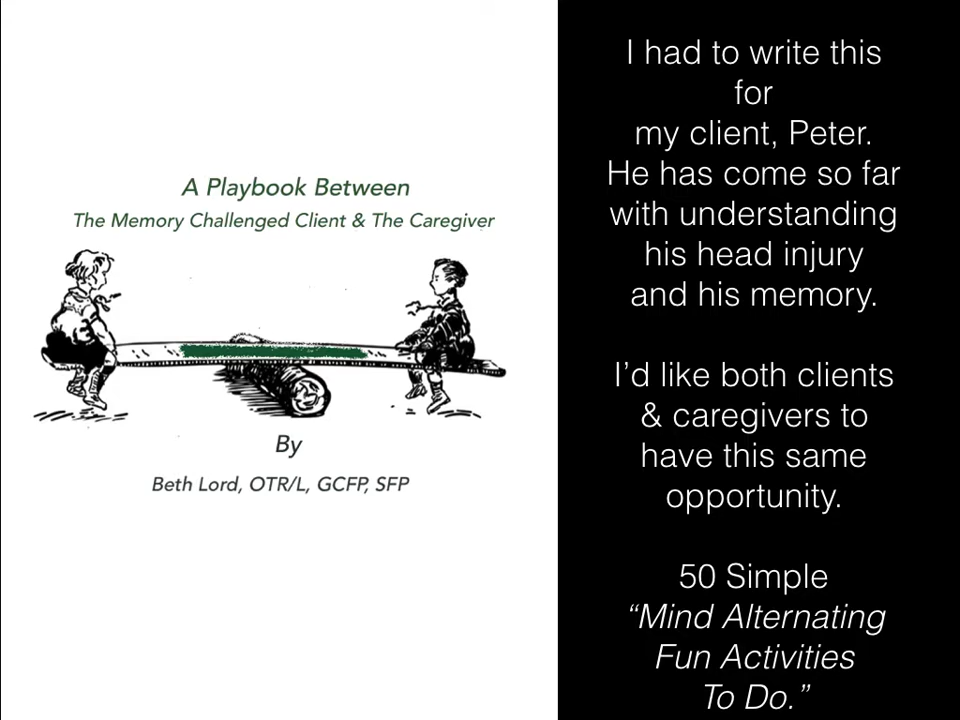 A Playbook Between
The Memory Challenged Client & The Caregiver
By
Beth Lord, OTR/L, GCFP, SFP
I had to write this
for
my client, Peter.
He has come so far
with understanding
his head injury
and his memory.
I’d like both clients
& caregivers to
have this same
opportunity.
50 Simple
“Mind Alternating
Fun Activities
To Do.”